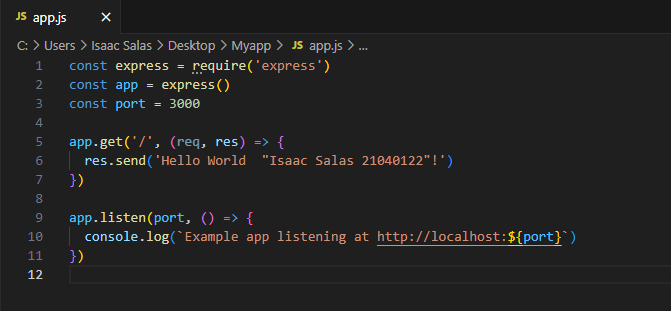 JS app.js ×
C: > Users > Isaac Salas > Desktop > Myapp > JS app.js > ...
1 const express = require('express')
2 const app = express()
3 const port = 3000
4
5 app.get('/', (req, res) => {
6   res.send('Hello World  "Isaac Salas 21040122"!')
7 })
8
9 app.listen(port, () => {
10   console.log(`Example app listening at http://localhost:${port}`)
11 })
12